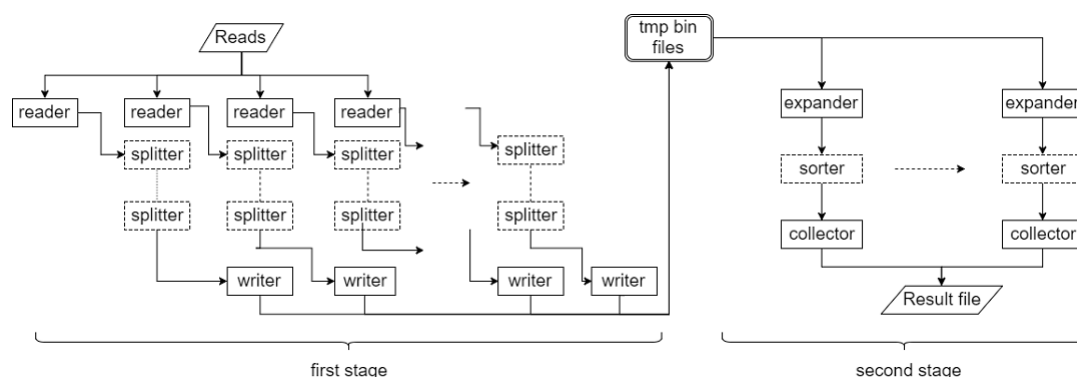 Reads
tmp bin
files
reader
reader
reader
reader
expander
expander
splitter
splitter
splitter
splitter
sorter
sorter
splitter
splitter
splitter
splitter
collector
collector
writer
writer
writer
writer
Result file
first stage
second stage